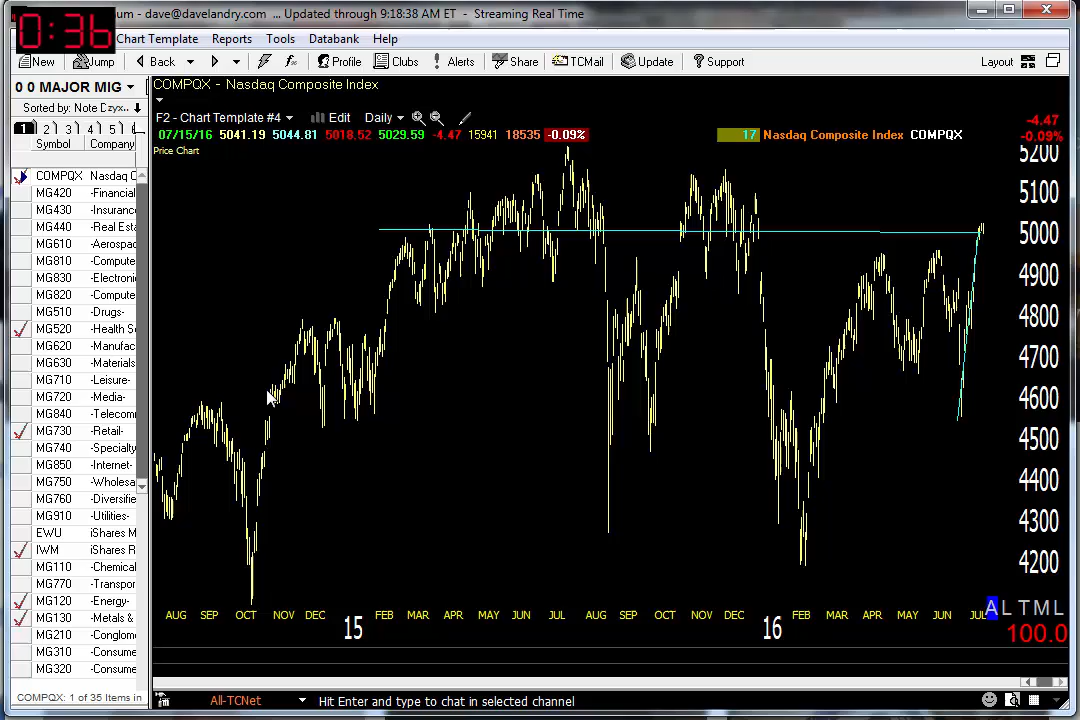 um - dave@davelandry.com ... Updated through 9:18:38 AM ET - Streaming Real Time
0:36
Chart Template Reports Tools Databank Help
New Jump Back Profile Clubs Alerts Share TCMail Update Support Layout
0 0 MAJOR MIG
Sorted by: Note
1 2 3 4 5 6
Symbol Company
COMPQX Nasdaq C
MG420 -Financial
MG430 -Insuranc
MG440 -Real Esta
MG610 -Aerospac
MG810 -Compute
MG830 -Electronic
MG820 -Compute
MG510 -Drugs-
MG520 -Health Se
MG620 -Manufac
MG630 -Materials
MG710 -Leisure-
MG720 -Media-
MG840 -Telecom
MG730 -Retail-
MG740 -Specialty
MG850 -Internet-
MG750 -Wholesa
MG760 -Diversifie
MG910 -Utilities-
EWU iShares M
IWM iShares R
MG110 -Chemical
MG770 -Transpor
MG120 -Energy-
MG130 -Metals &
MG210 -Conglom
MG310 -Consume
MG320 -Consume
COMPQX: 1 of 35 Items in
COMPQX - Nasdaq Composite Index
F2 - Chart Template #4 Edit Daily
07/15/16 5041.19 5044.81 5018.52 5029.59 -4.47 15941 18535 -0.09%
17 Nasdaq Composite Index COMPQX
-4.47
-0.09%
Price Chart
5200
5100
5000
4900
4800
4700
4600
4500
4400
4300
4200
AUG SEP OCT NOV DEC 15 FEB MAR APR MAY JUN JUL AUG SEP OCT NOV DEC 16 FEB MAR APR MAY JUN JUL
A L T M L
100.0
All-TCNet Hit Enter and type to chat in selected channel